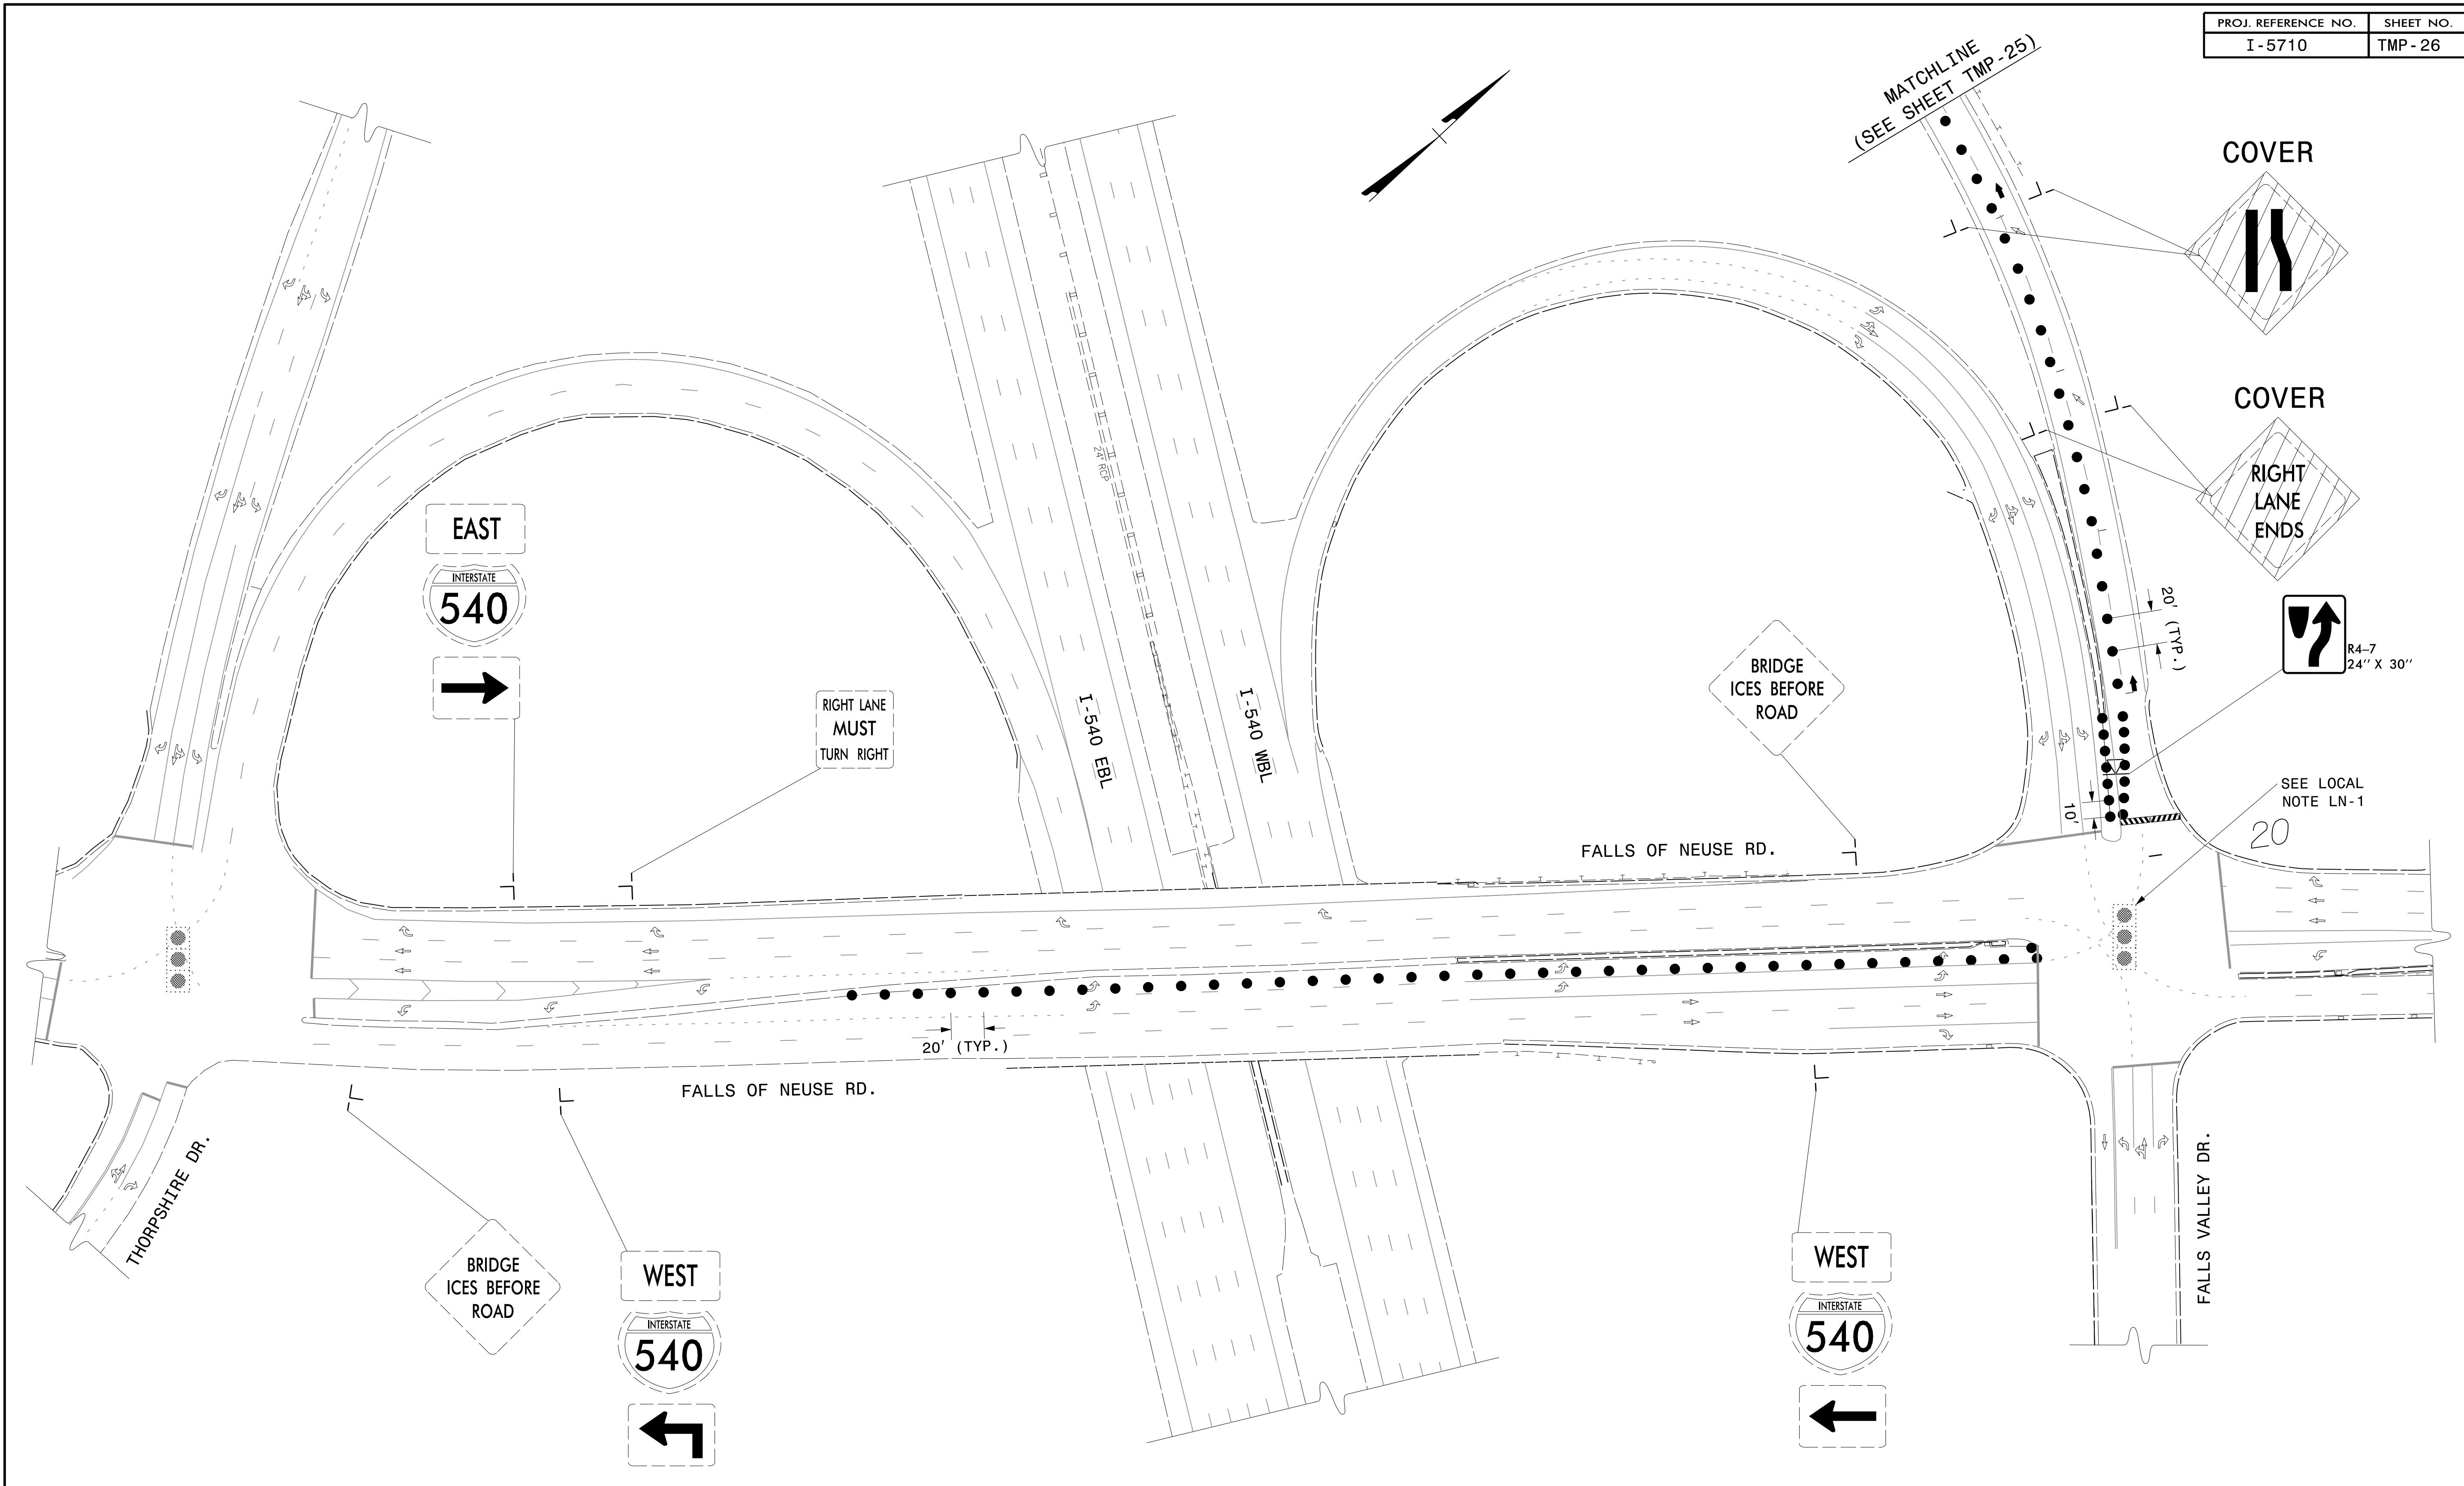 PROJ. REFERENCE NO. SHEET NO.
I-5710 TMP-26
MATCHLINE
(SEE SHEET TMP-25)
COVER
COVER
RIGHT
LANE
ENDS
20' (TYP.)
R4-7
24'' X 30''
SEE LOCAL
NOTE LN-1
20
10'
EAST
INTERSTATE
540
RIGHT LANE
MUST
TURN RIGHT
24" RCP
I-540 EBL
I-540 WBL
BRIDGE
ICES BEFORE
ROAD
FALLS OF NEUSE RD.
20' (TYP.)
FALLS OF NEUSE RD.
THORPSHIRE DR.
BRIDGE
ICES BEFORE
ROAD
WEST
INTERSTATE
540
WEST
INTERSTATE
540
FALLS VALLEY DR.